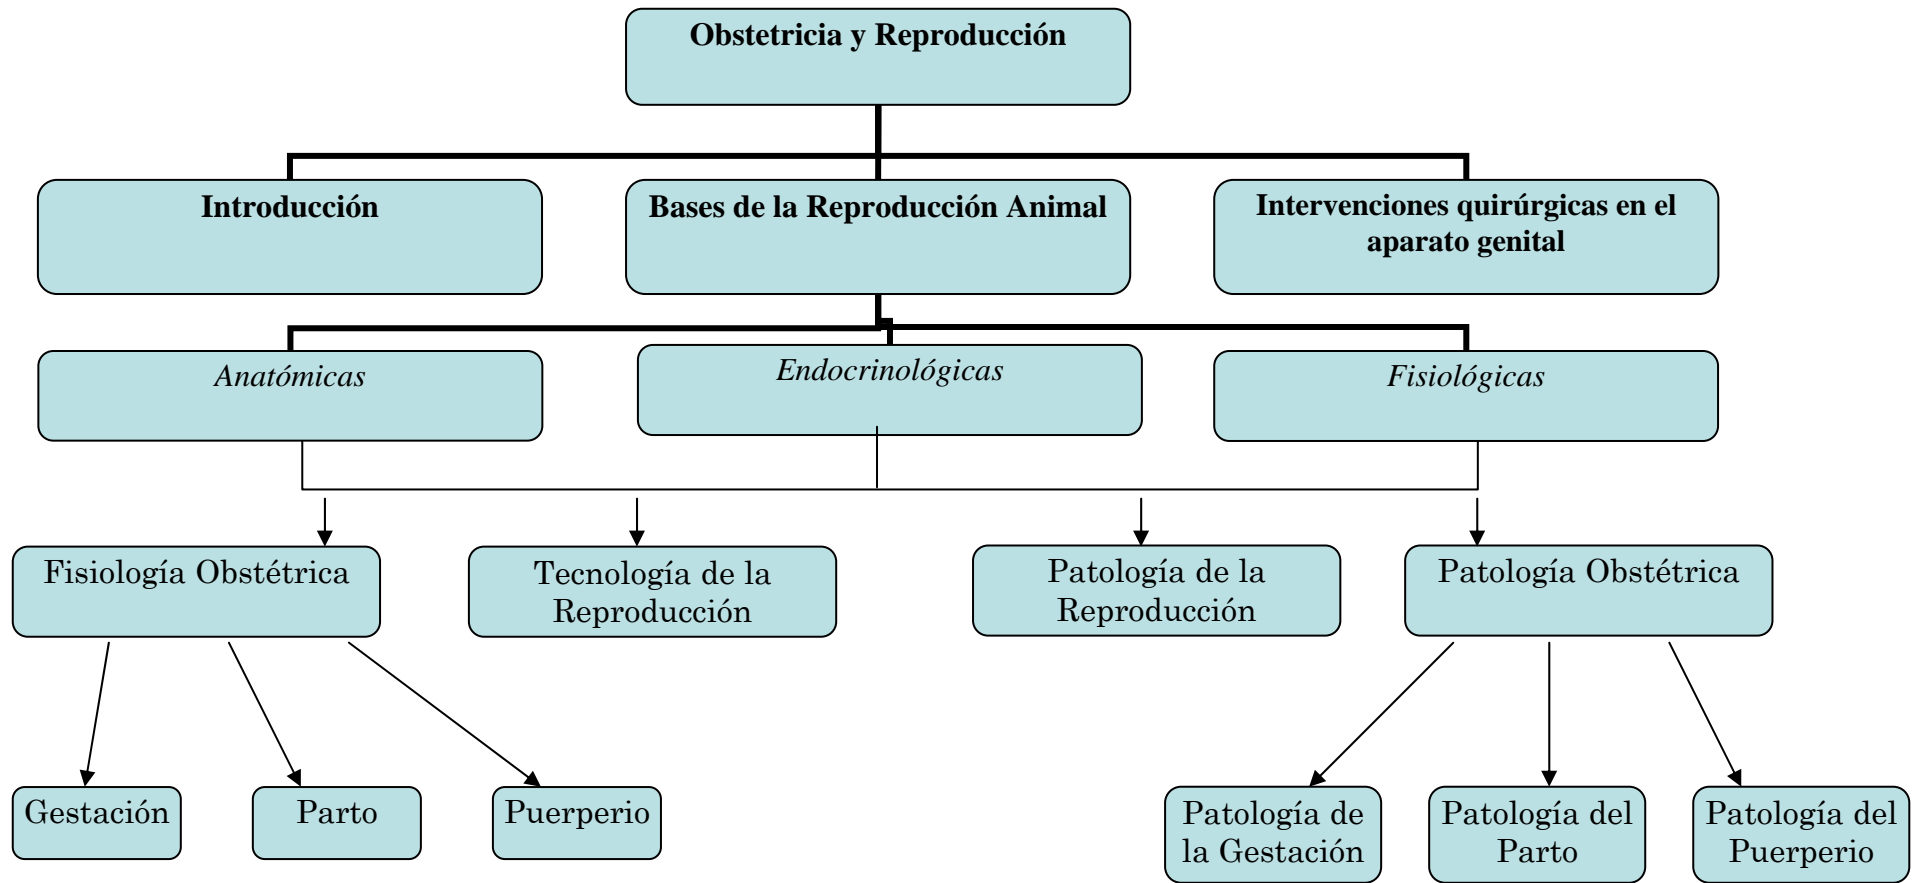 Obstetricia y Reproducción
Introducción
Bases de la Reproducción Animal
Intervenciones quirúrgicas en el
aparato genital
Anatómicas
Endocrinológicas
Fisiológicas
Fisiología Obstétrica
Tecnología de la
Reproducción
Patología de la
Reproducción
Patología Obstétrica
Gestación
Parto
Puerperio
Patología de
la Gestación
Patología del
Parto
Patología del
Puerperio